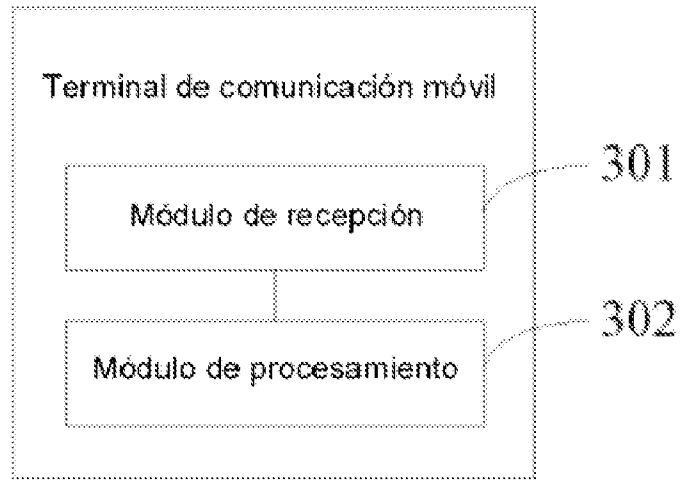 Terminal de comunicación móvil
Módulo de recepción
301
Módulo de procesamiento
302